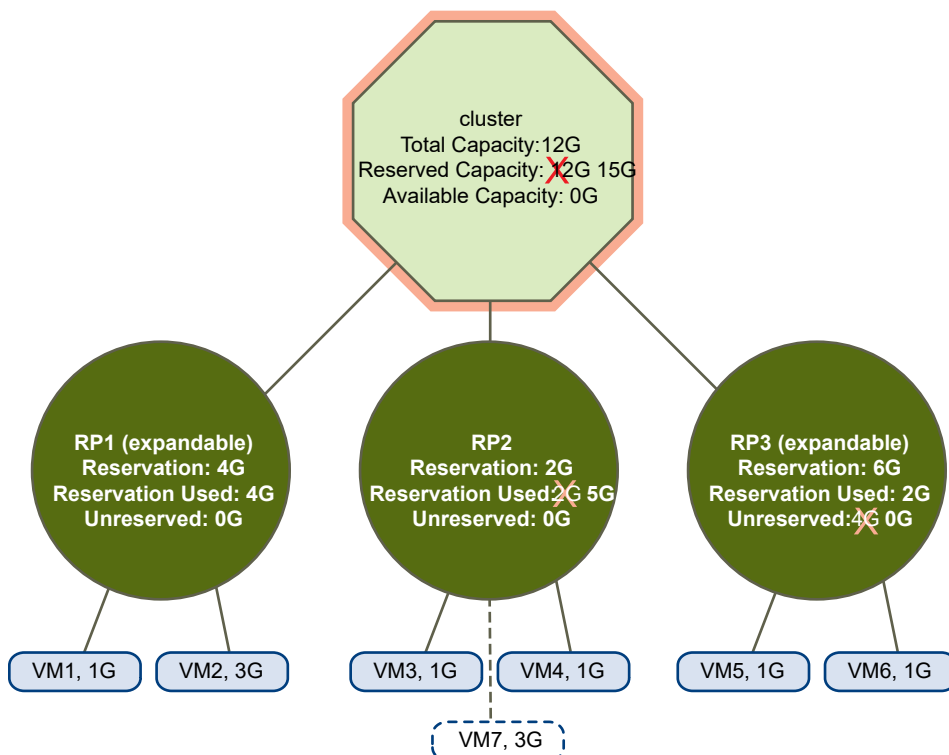 cluster
Total Capacity:12G
Reserved Capacity: 12G 15G
Available Capacity: 0G
RP1 (expandable)
Reservation: 4G
Reservation Used: 4G
Unreserved: 0G
RP2
Reservation: 2G
Reservation Used:2G 5G
Unreserved: 0G
RP3 (expandable)
Reservation: 6G
Reservation Used: 2G
Unreserved:4G 0G
VM1, 1G
VM2, 3G
VM3, 1G
VM4, 1G
VM5, 1G
VM6, 1G
VM7, 3G